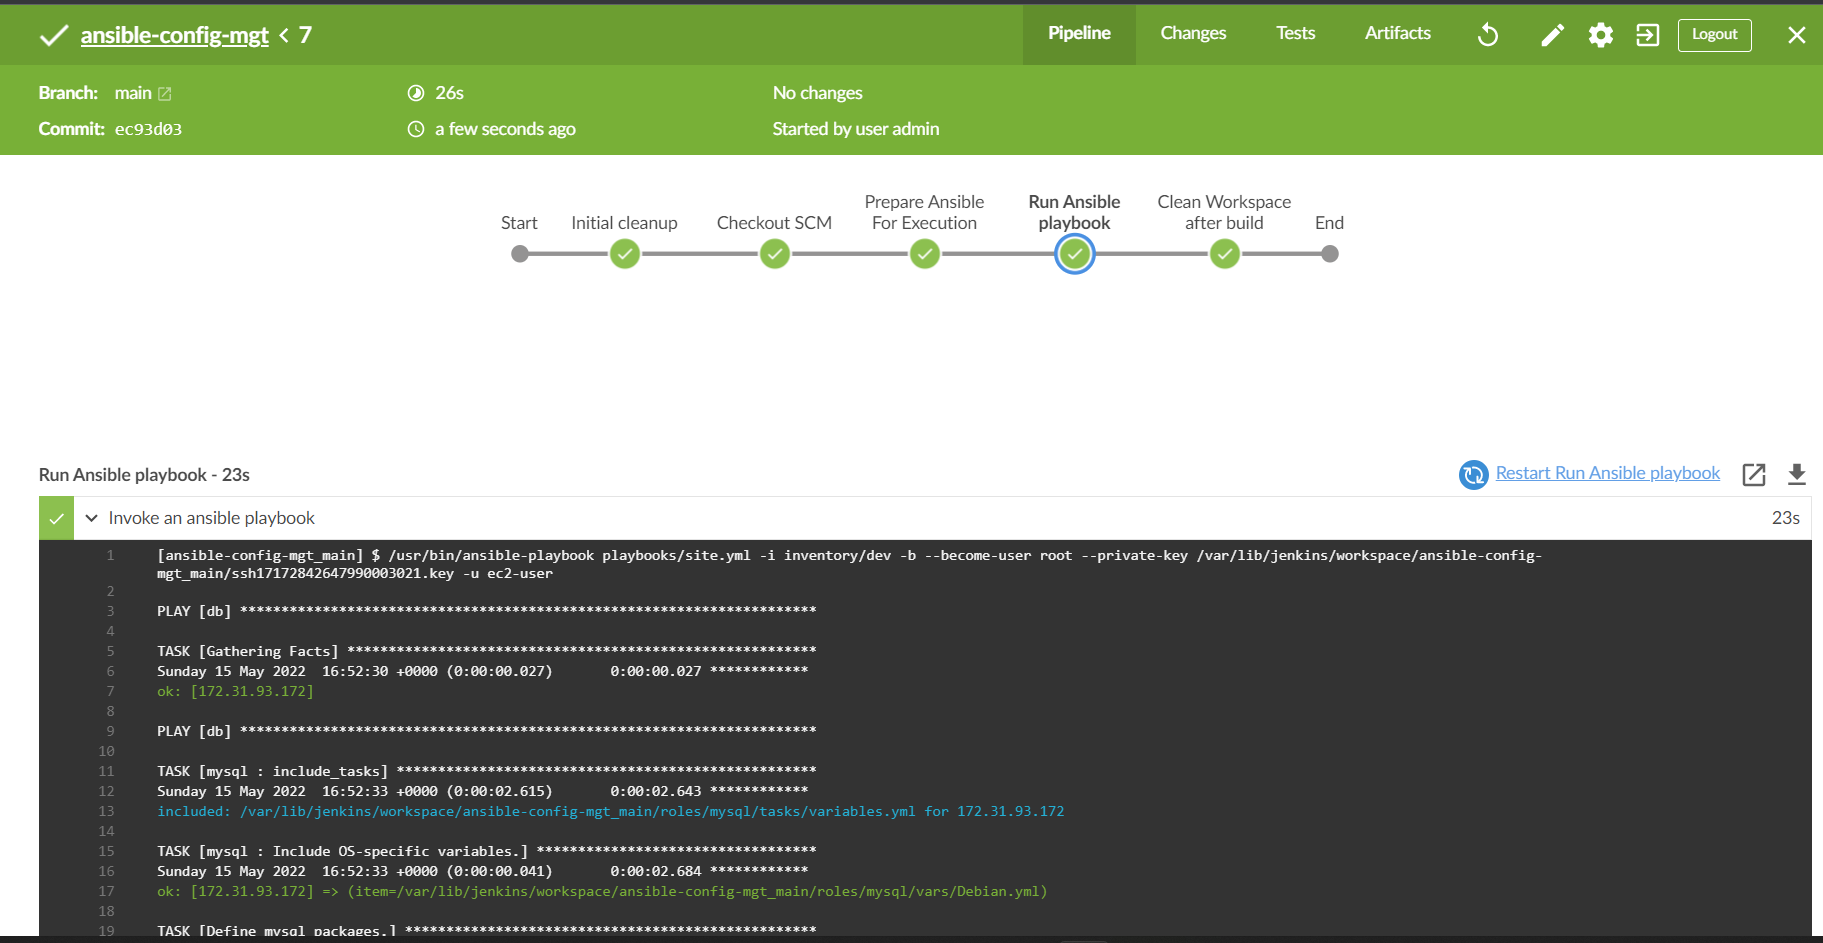 ansible-config-mgt < 7
Pipeline
Changes
Tests
Artifacts
Logout
Branch: main
26s
No changes
Commit: ec93d03
a few seconds ago
Started by user admin
Start
Initial cleanup
Checkout SCM
Prepare Ansible
For Execution
Run Ansible
playbook
Clean Workspace
after build
End
Run Ansible playbook - 23s
Restart Run Ansible playbook
Invoke an ansible playbook
23s
1 [ansible-config-mgt_main] $ /usr/bin/ansible-playbook playbooks/site.yml -i inventory/dev -b --become-user root --private-key /var/lib/jenkins/workspace/ansible-config-
mgt_main/ssh17172842647990003021.key -u ec2-user
2
3 PLAY [db] **********************************************************************
4
5 TASK [Gathering Facts] *********************************************************
6 Sunday 15 May 2022  16:52:30 +0000 (0:00:00.027)       0:00:00.027 ************
7 ok: [172.31.93.172]
8
9 PLAY [db] **********************************************************************
10
11 TASK [mysql : include_tasks] ***************************************************
12 Sunday 15 May 2022  16:52:33 +0000 (0:00:02.615)       0:00:02.643 ************
13 included: /var/lib/jenkins/workspace/ansible-config-mgt_main/roles/mysql/tasks/variables.yml for 172.31.93.172
14
15 TASK [mysql : Include OS-specific variables.] **********************************
16 Sunday 15 May 2022  16:52:33 +0000 (0:00:00.041)       0:00:02.684 ************
17 ok: [172.31.93.172] => (item=/var/lib/jenkins/workspace/ansible-config-mgt_main/roles/mysql/vars/Debian.yml)
18
19 TASK [Define mysql packages.] **************************************************